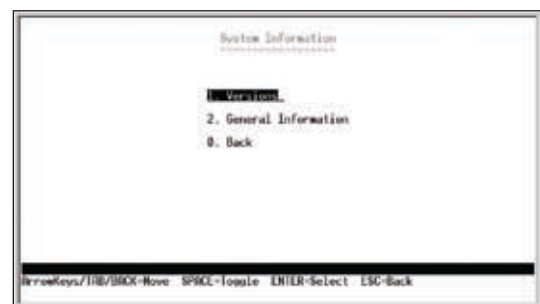 System Information
1. Versions
2. General Information
0. Back
ArrowKeys/TAB/BACK-Move SPACE-Toggle ENTER-Select ESC-Back